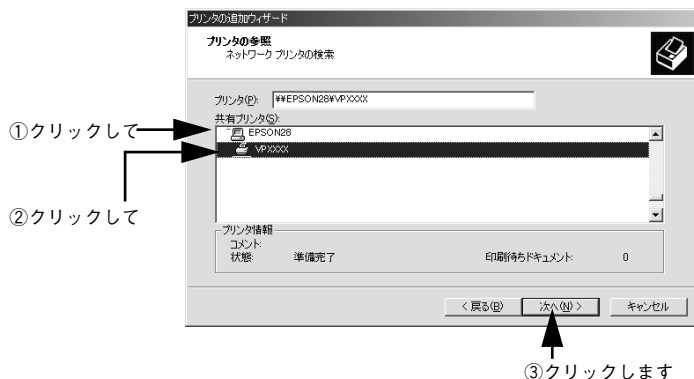 プリンタの追加ウィザード
プリンタの参照
ネットワーク プリンタの検索
プリンタ(P): ¥¥EPSON28¥VPXXXX
共有プリンタ(S):
①クリックして
EPSON28
VPXXXX
②クリックして
プリンタ情報
コメント:
状態: 準備完了 印刷待ちドキュメント: 0
< 戻る(B) 次へ(N) > キャンセル
③クリックします